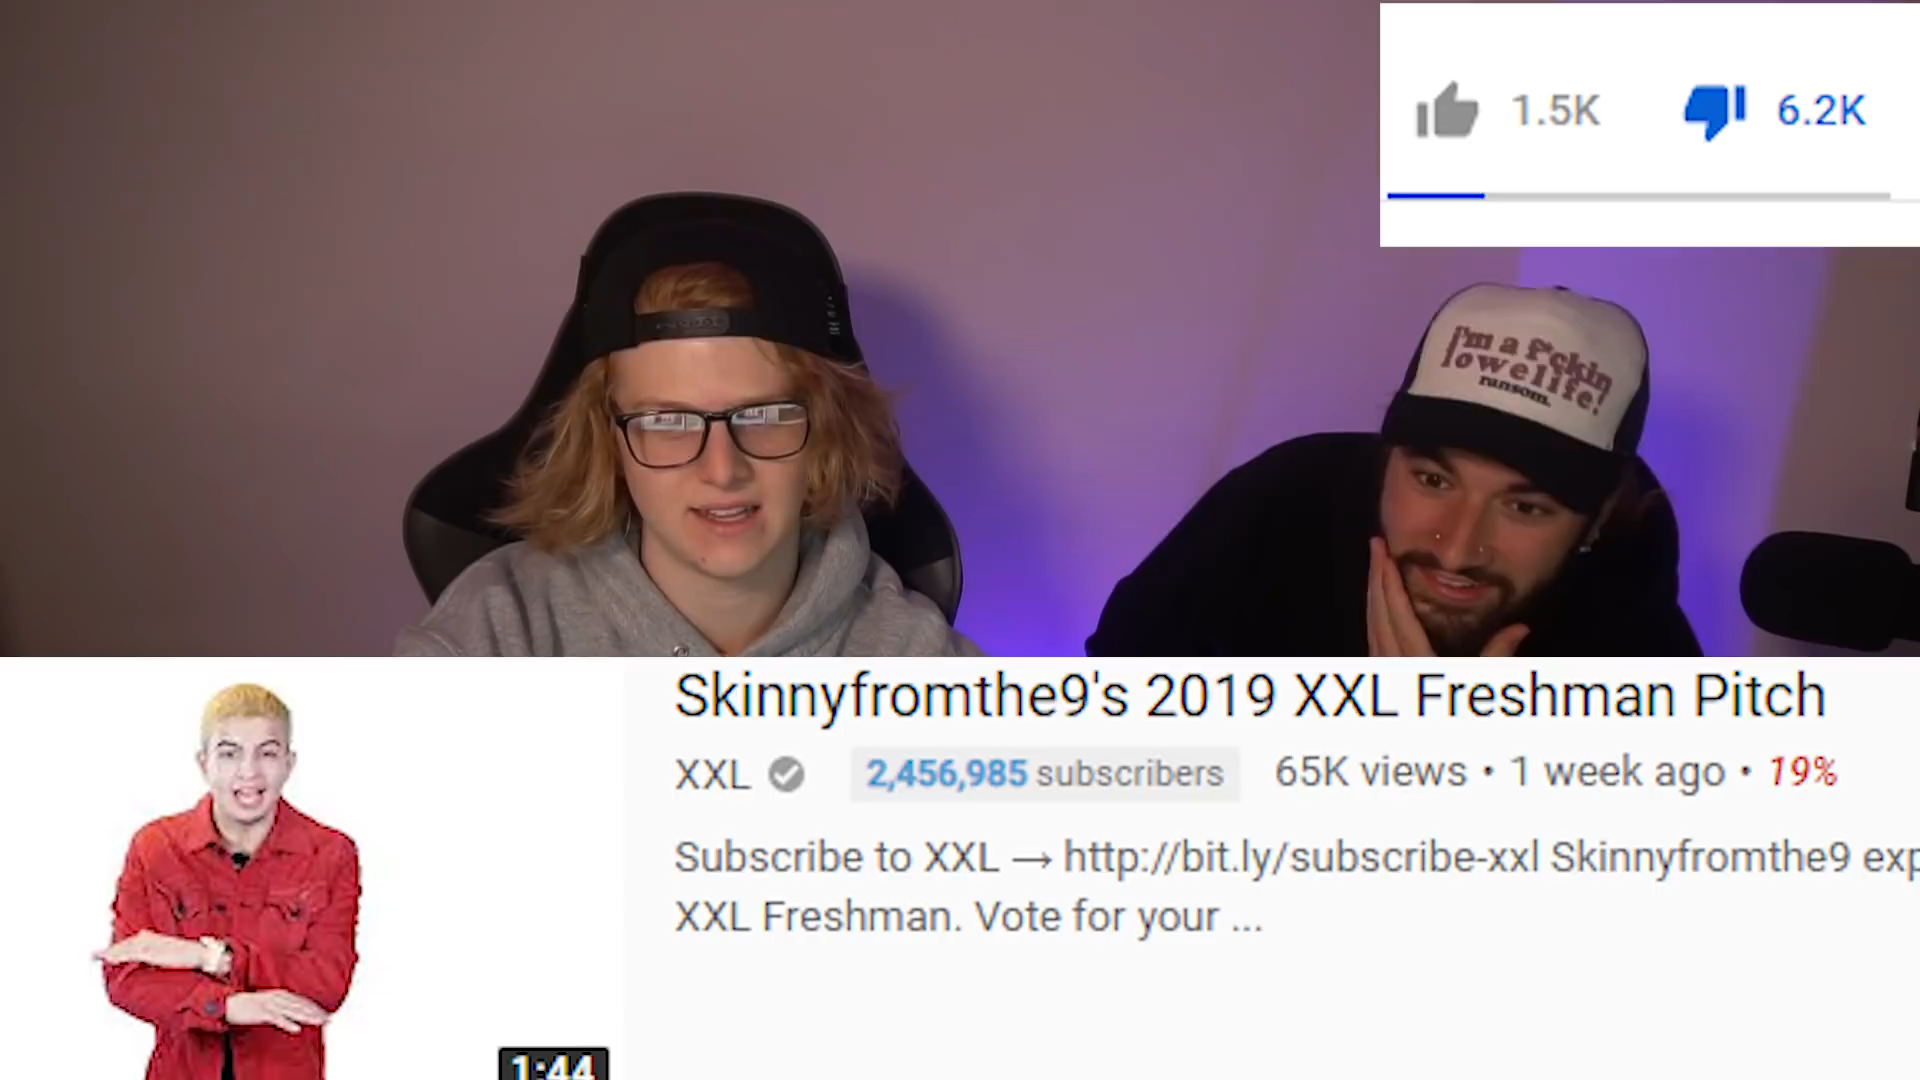 1.5K 6.2K
I'm a f*ckin
lowelife!
ransom.
Skinnyfromthe9's 2019 XXL Freshman Pitch
XXL 2,456,985 subscribers 65K views • 1 week ago • 19%
Subscribe to XXL → http://bit.ly/subscribe-xxl Skinnyfromthe9 exp
XXL Freshman. Vote for your ...
1:44